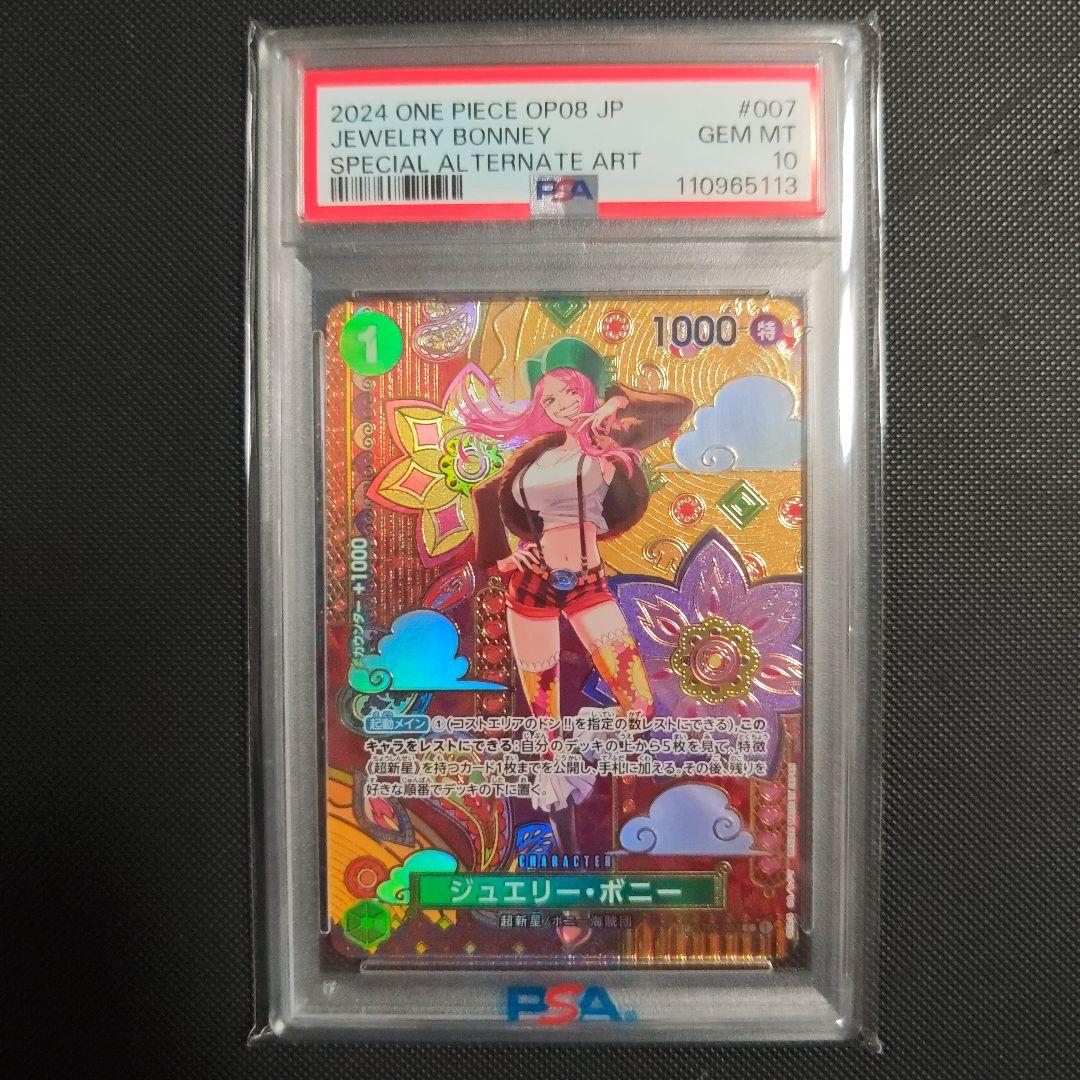 2024 ONE PIECE OP08 JP #007
JEWELRY BONNEY GEM MT
SPECIAL ALTERNATE ART 10
PSA 110965113
1 1000 特
カウンター +1000
起動メイン ①(コストエリアのドン‼を指定の数レストにできる),この
キャラをレストにできる:自分のデッキの上から5枚を見て、特徴
《超新星》を持つカード1枚までを公開し、手札に加える。その後、残りを
好きな順番でデッキの下に置く。
CHARACTER
ジュエリー・ボニー
超新星/ボニー海賊団
PSA